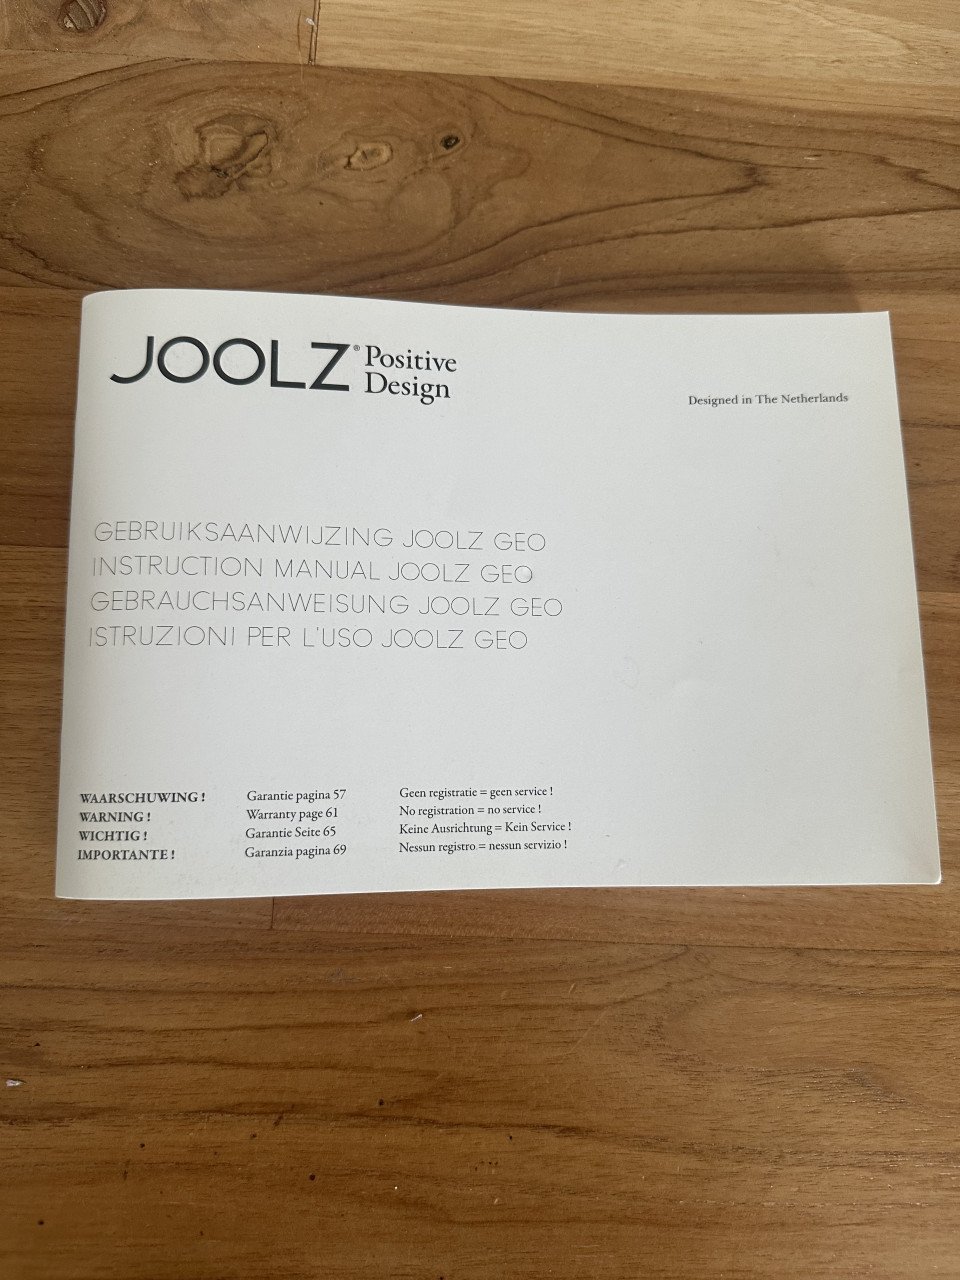 JOOLZ® Positive
Design
Designed in The Netherlands
GEBRUIKSAANWIJZING JOOLZ GEO
INSTRUCTION MANUAL JOOLZ GEO
GEBRAUCHSANWEISUNG JOOLZ GEO
ISTRUZIONI PER L'USO JOOLZ GEO
WAARSCHUWING ! Garantie pagina 57 Geen registratie = geen service !
WARNING ! Warranty page 61 No registration = no service !
WICHTIG ! Garantie Seite 65 Keine Ausrichtung = Kein Service !
IMPORTANTE ! Garanzia pagina 69 Nessun registro = nessun servizio !